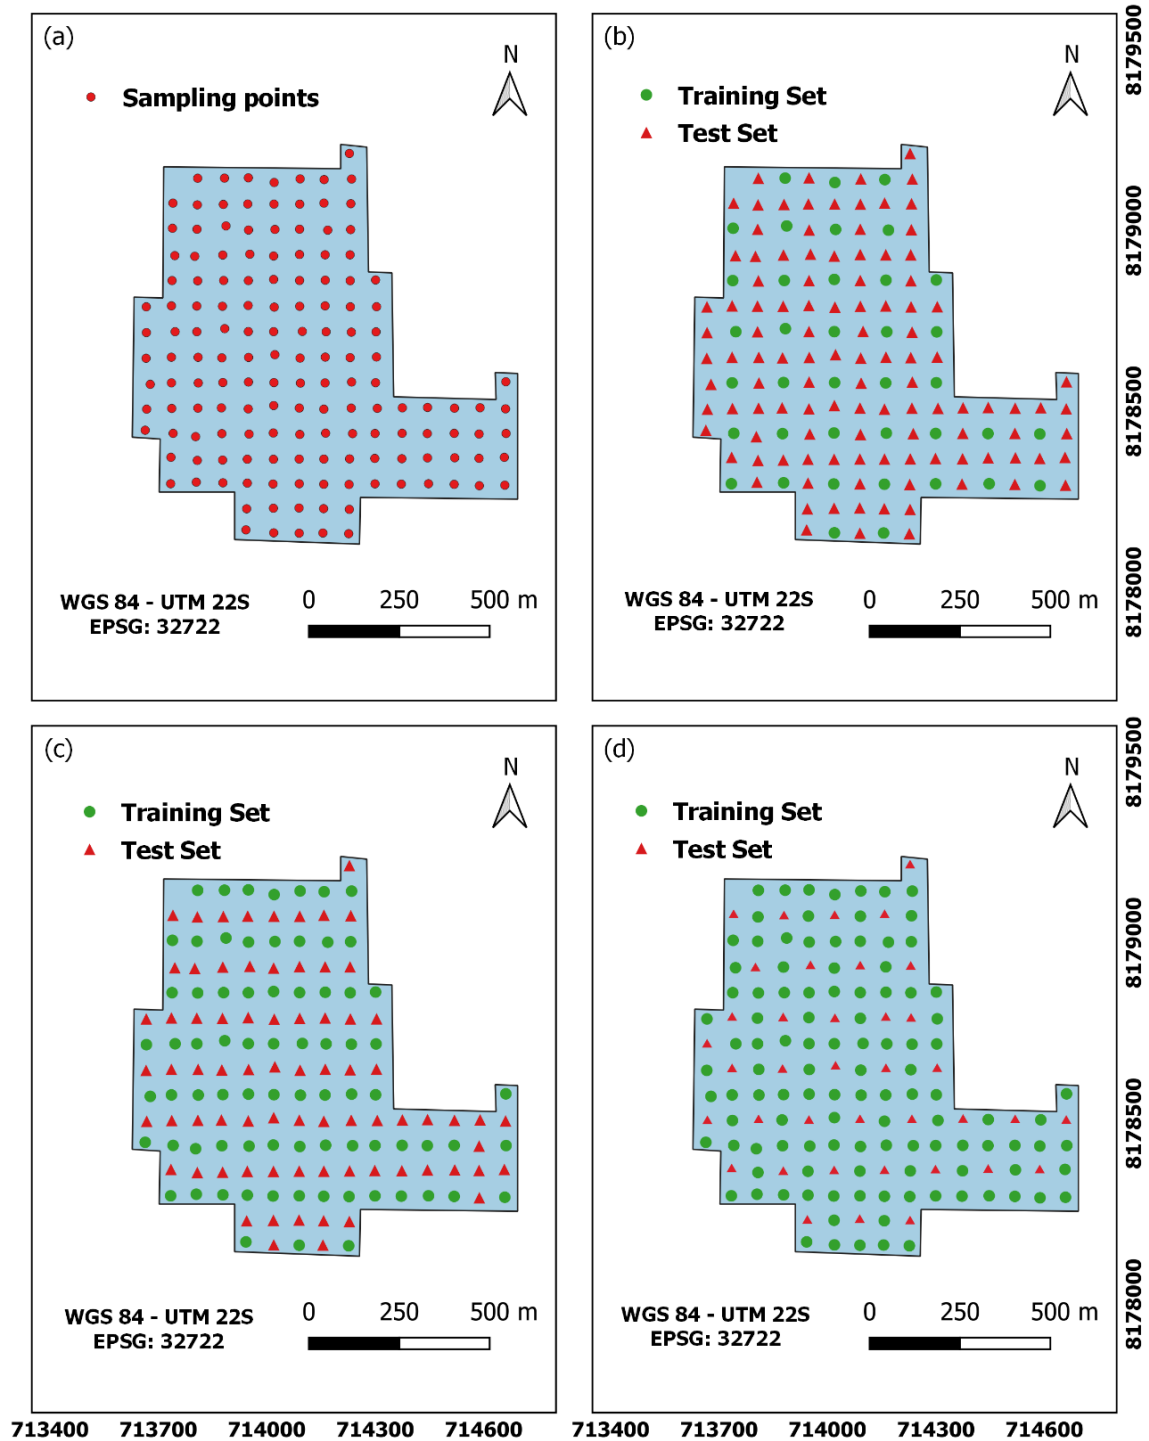 (a)
N
Sampling points
WGS 84 - UTM 22S
EPSG: 32722
0 250 500 m
(b)
N
Training Set
Test Set
WGS 84 - UTM 22S
EPSG: 32722
0 250 500 m
8179500
8179000
8178500
8178000
(c)
N
Training Set
Test Set
WGS 84 - UTM 22S
EPSG: 32722
0 250 500 m
(d)
N
Training Set
Test Set
WGS 84 - UTM 22S
EPSG: 32722
0 250 500 m
8179500
8179000
8178500
8178000
713400 713700 714000 714300 714600
713400 713700 714000 714300 714600